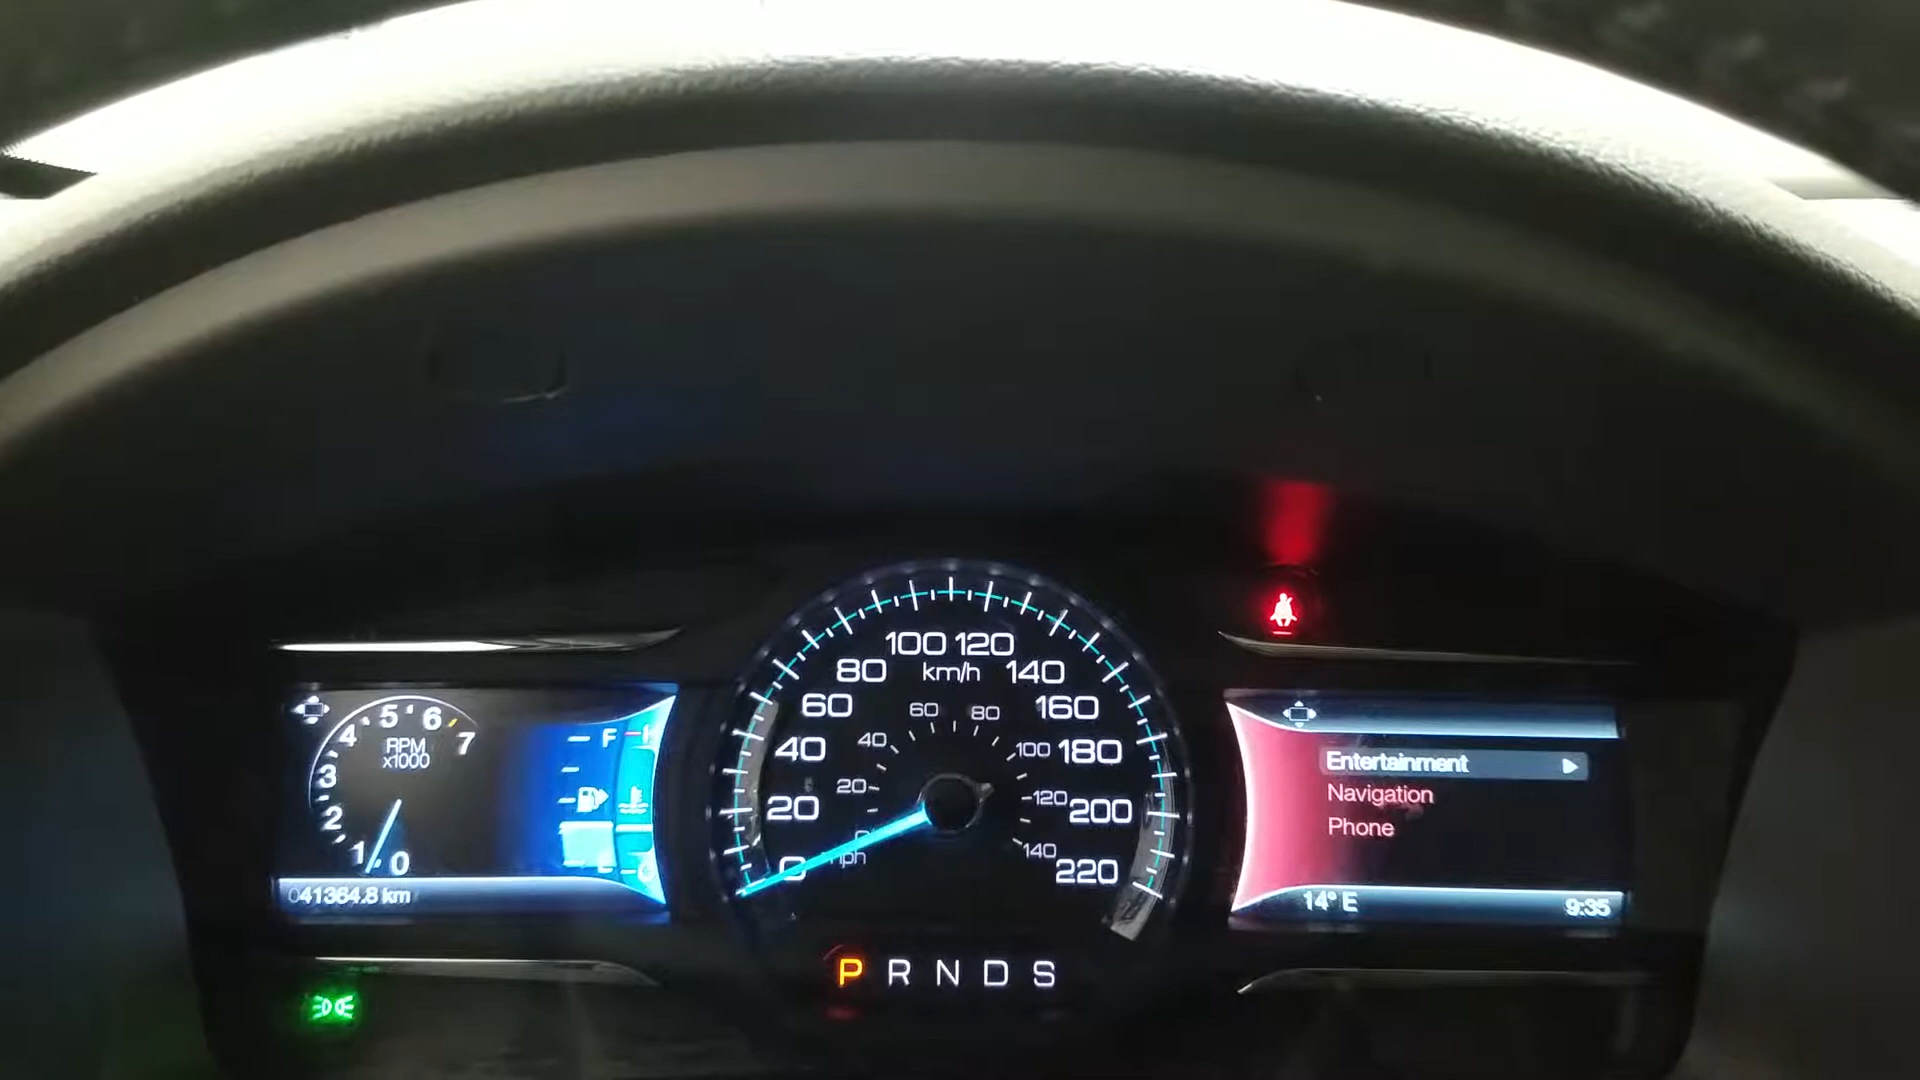 5 6
4 7
RPM
x1000
3
2
1 0
F H
E
041364.8 km
100 120
80 km/h 140
60 160
40 180
20 200
0 220
60 80
40 100
20 120
0 140
mph
P R N D S
Entertainment
Navigation
Phone
14° E 9:35